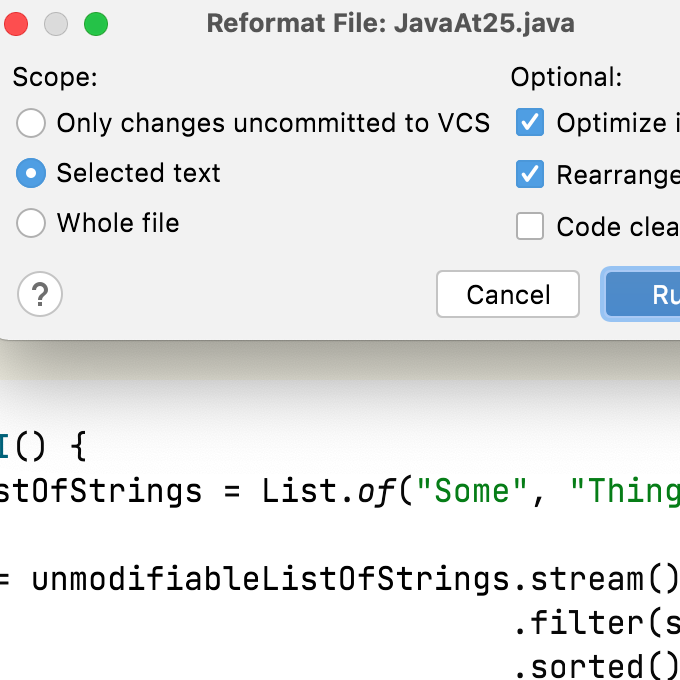 Reformat File: JavaAt25.java
Scope:
Optional:
Only changes uncommitted to VCS
Optimize i
Selected text
Rearrange
Whole file
Code clea
?
Cancel
Ru
I() {
stOfStrings = List.of("Some", "Thing
= unmodifiableListOfStrings.stream()
.filter(s
.sorted()